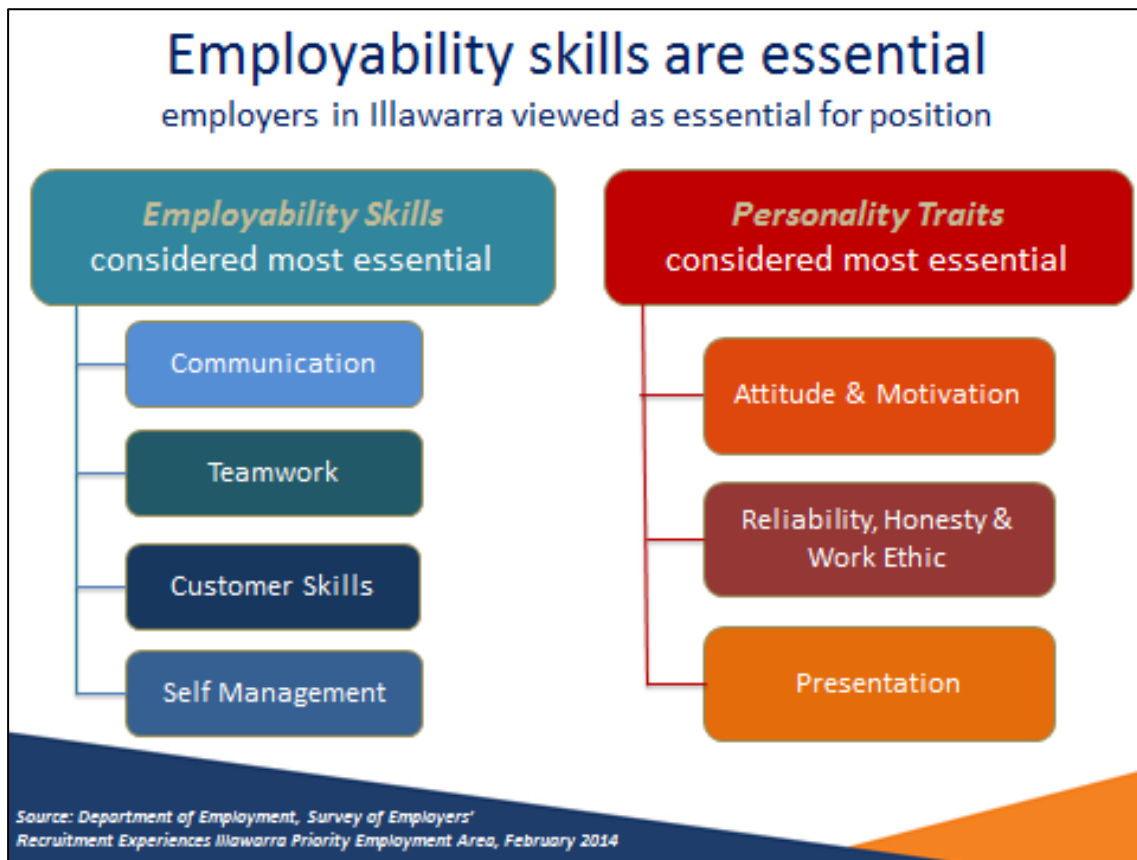 Employability skills are essential
employers in Illawarra viewed as essential for position
Employability Skills
considered most essential
Communication
Teamwork
Customer Skills
Self Management
Personality Traits
considered most essential
Attitude & Motivation
Reliability, Honesty &
Work Ethic
Presentation
Source: Department of Employment, Survey of Employers'
Recruitment Experiences Illawarra Priority Employment Area, February 2014